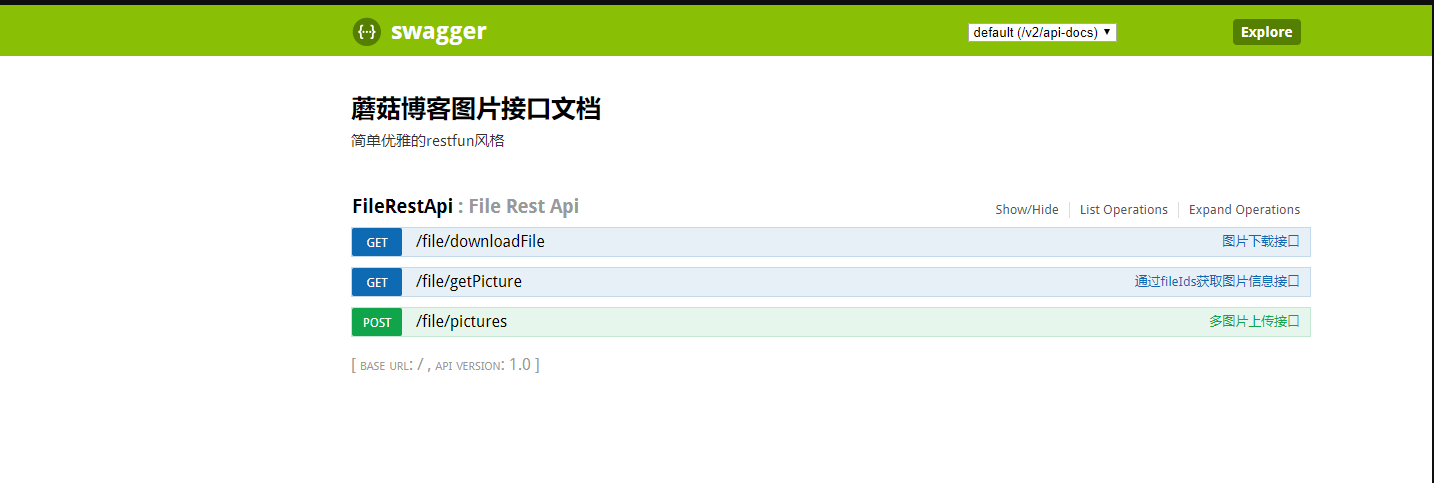 {···} swagger default (/v2/api-docs) ▼ Explore
蘑菇博客图片接口文档
简单优雅的restfun风格
FileRestApi : File Rest Api Show/Hide List Operations Expand Operations
GET /file/downloadFile 图片下载接口
GET /file/getPicture 通过fileIds获取图片信息接口
POST /file/pictures 多图片上传接口
[ BASE URL: / , API VERSION: 1.0 ]